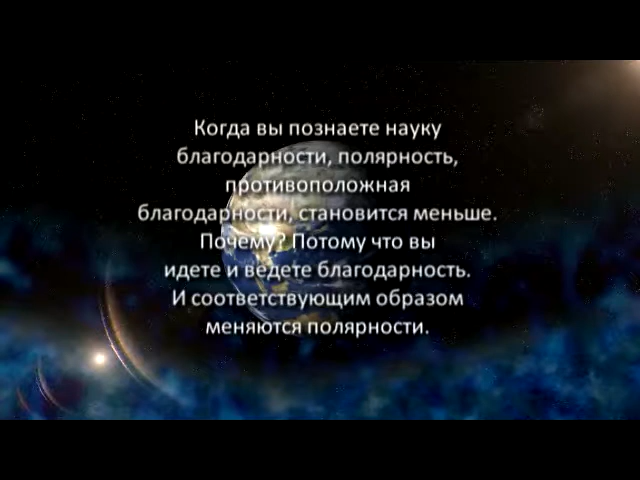 Когда вы познаете науку
благодарности, полярность,
противоположная
благодарности, становится меньше.
Почему? Потому что вы
идете и ведете благодарность.
И соответствующим образом
меняются полярности.